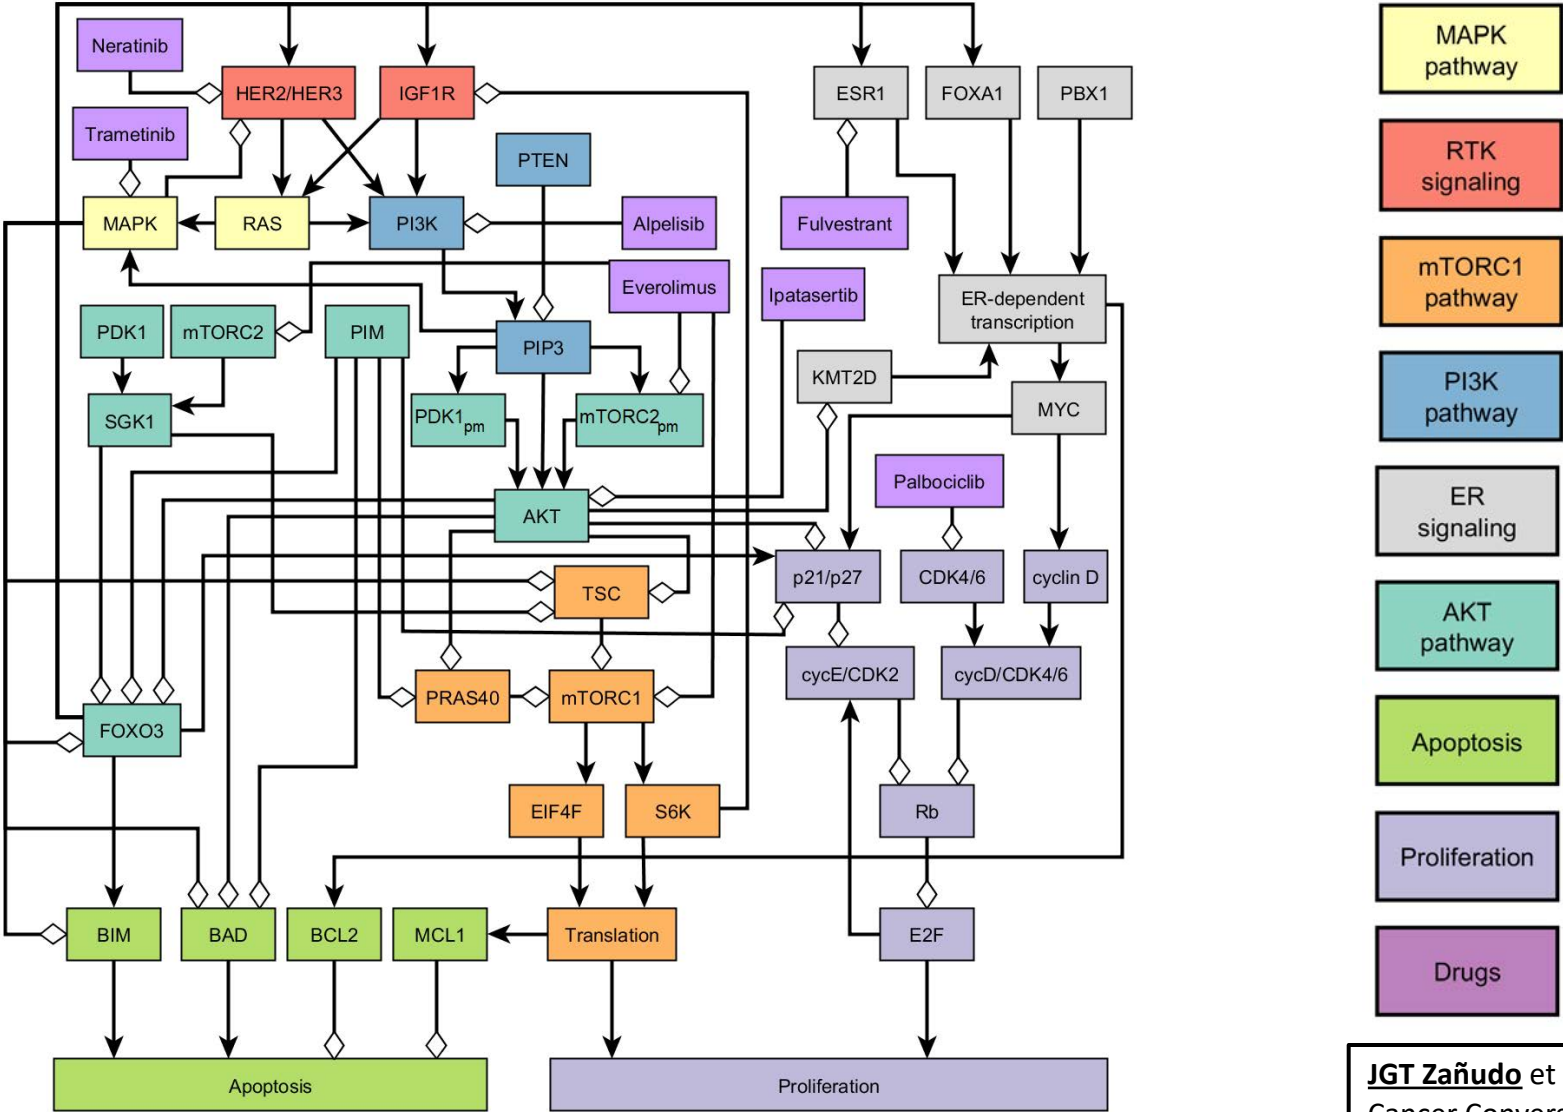 Neratinib
HER2/HER3
IGF1R
ESR1
FOXA1
PBX1
Trametinib
PTEN
MAPK
RAS
PI3K
Alpelisib
Fulvestrant
Everolimus
Ipatasertib
ER-dependent
transcription
PDK1
mTORC2
PIM
PIP3
KMT2D
MYC
SGK1
PDK1pm
mTORC2pm
Palbociclib
AKT
TSC
p21/p27
CDK4/6
cyclin D
PRAS40
mTORC1
cycE/CDK2
cycD/CDK4/6
FOXO3
EIF4F
S6K
Rb
BIM
BAD
BCL2
MCL1
Translation
E2F
Apoptosis
Proliferation
MAPK
pathway
RTK
signaling
mTORC1
pathway
PI3K
pathway
ER
signaling
AKT
pathway
Apoptosis
Proliferation
Drugs
JGT Zañudo et